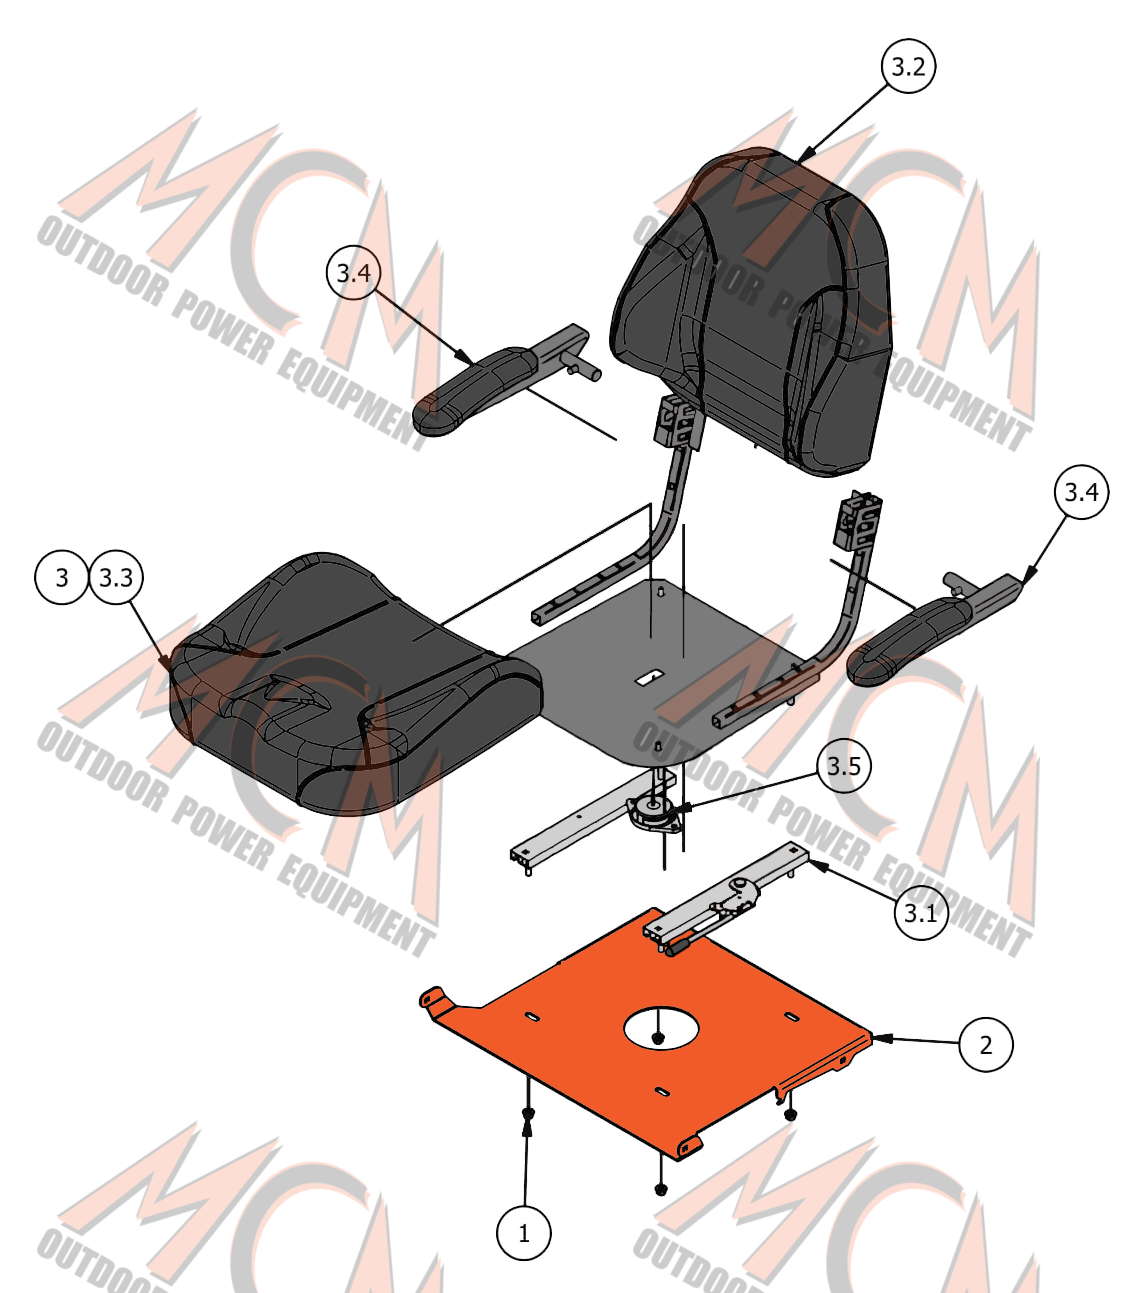 3.2
MCM
OUTDOOR POWER EQUIPMENT
MCM
OUTDOOR POWER EQUIPMENT
3.4
3.4
3
3.3
MCM
OUTDOOR POWER EQUIPMENT
MCM
OUTDOOR POWER EQUIPMENT
3.5
3.1
2
1
MCM
OUTDOOR
MCM
OUTDOOR